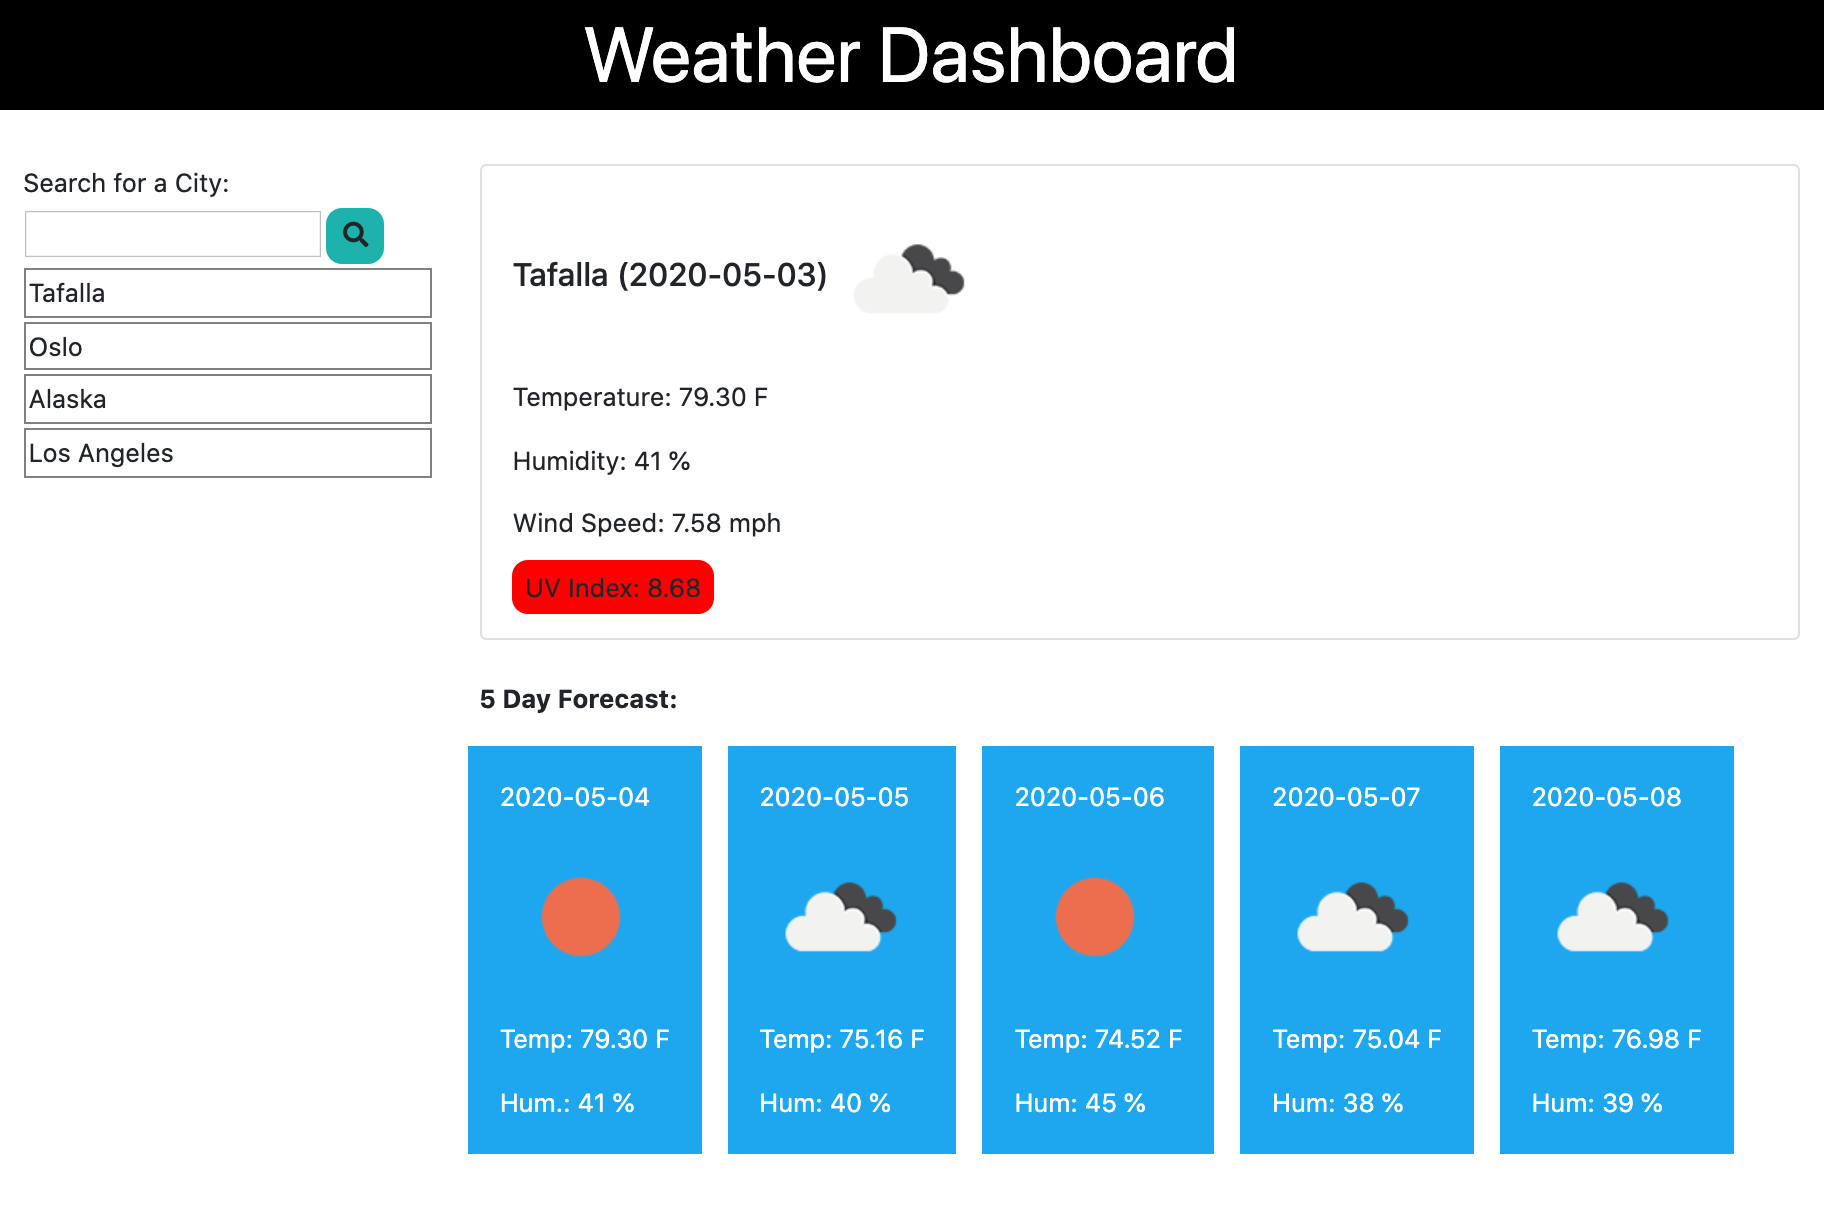 Weather Dashboard
Search for a City:
Tafalla
Oslo
Alaska
Los Angeles
Tafalla (2020-05-03)
Temperature: 79.30 F
Humidity: 41 %
Wind Speed: 7.58 mph
UV Index: 8.68
5 Day Forecast:
2020-05-04
Temp: 79.30 F
Hum.: 41 %
2020-05-05
Temp: 75.16 F
Hum: 40 %
2020-05-06
Temp: 74.52 F
Hum: 45 %
2020-05-07
Temp: 75.04 F
Hum: 38 %
2020-05-08
Temp: 76.98 F
Hum: 39 %